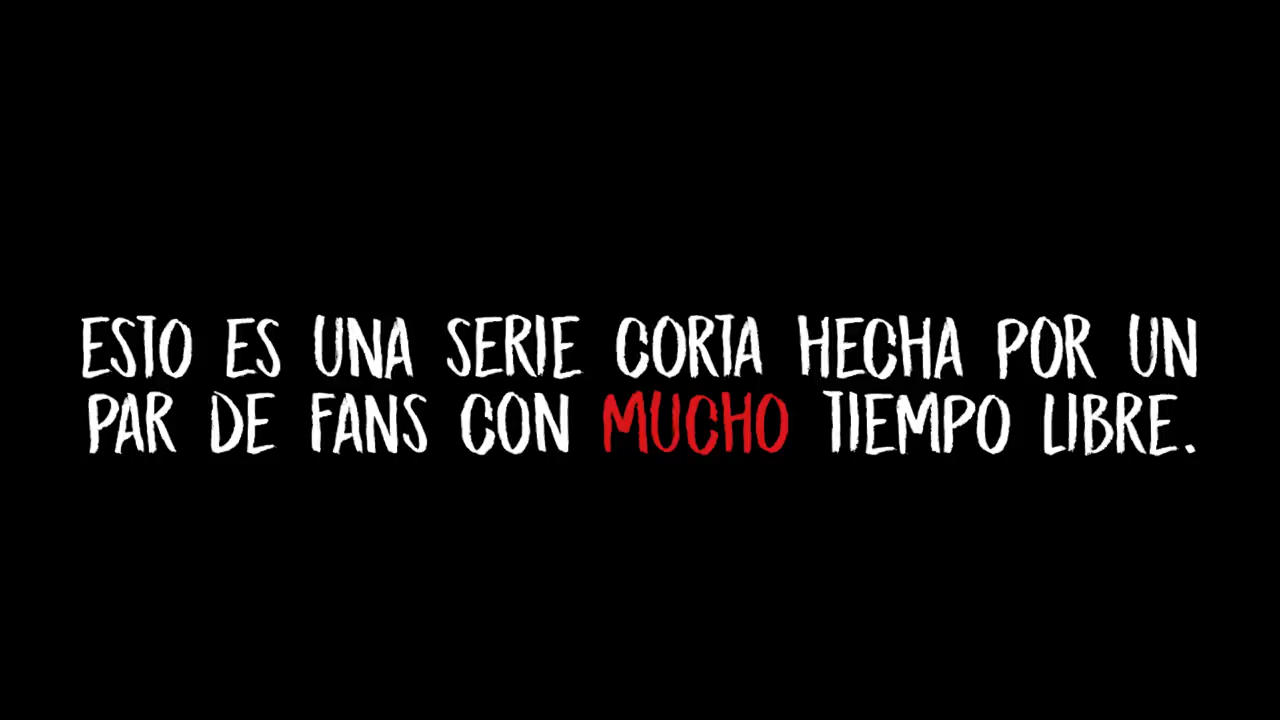 ESTO ES UNA SERIE CORTA HECHA POR UN
PAR DE FANS CON MUCHO TIEMPO LIBRE.